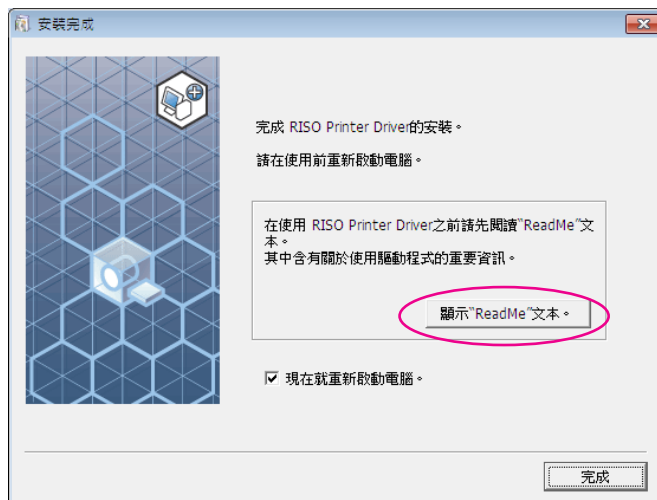 安裝完成
完成 RISO Printer Driver的安裝。
請在使用前重新啟動電腦。
在使用 RISO Printer Driver之前請先閱讀"ReadMe"文
本。
其中含有關於使用驅動程式的重要資訊。
顯示"ReadMe"文本。
現在就重新啟動電腦。
完成